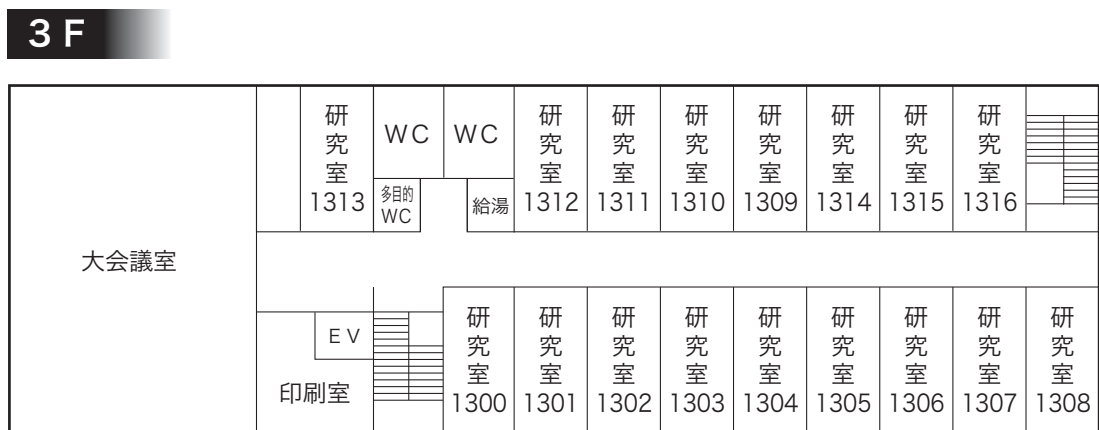 3F
大会議室
研究室
1313
WC
WC
多目的
WC
給湯
研究室
1312
研究室
1311
研究室
1310
研究室
1309
研究室
1314
研究室
1315
研究室
1316
EV
印刷室
研究室
1300
研究室
1301
研究室
1302
研究室
1303
研究室
1304
研究室
1305
研究室
1306
研究室
1307
研究室
1308